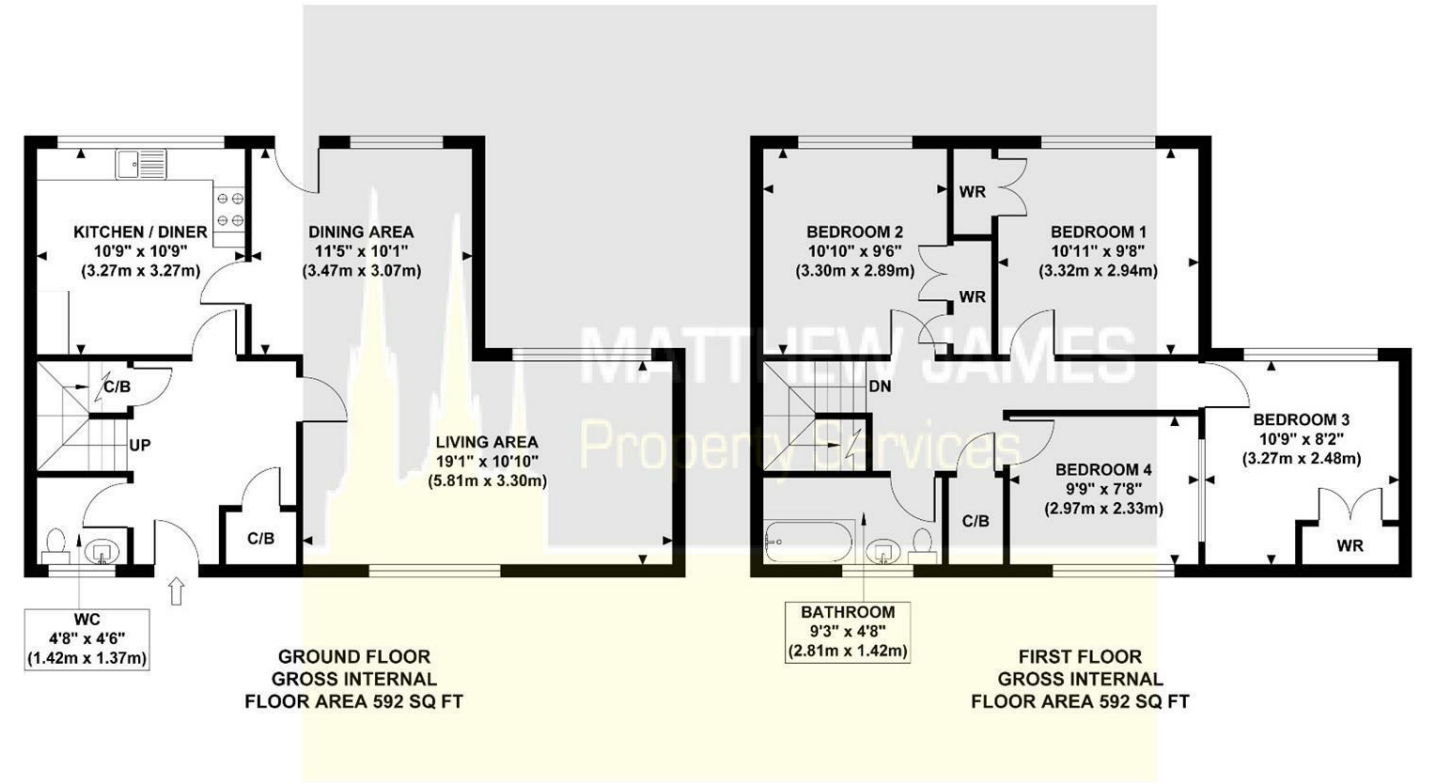 KITCHEN / DINER
10'9" x 10'9"
(3.27m x 3.27m)
DINING AREA
11'5" x 10'1"
(3.47m x 3.07m)
C/B
UP
LIVING AREA
19'1" x 10'10"
(5.81m x 3.30m)
C/B
WC
4'8" x 4'6"
(1.42m x 1.37m)
GROUND FLOOR
GROSS INTERNAL
FLOOR AREA 592 SQ FT
MATTHEW JAMES
Property Services
BEDROOM 2
10'10" x 9'6"
(3.30m x 2.89m)
WR
WR
BEDROOM 1
10'11" x 9'8"
(3.32m x 2.94m)
DN
BEDROOM 3
10'9" x 8'2"
(3.27m x 2.48m)
BEDROOM 4
9'9" x 7'8"
(2.97m x 2.33m)
C/B
WR
BATHROOM
9'3" x 4'8"
(2.81m x 1.42m)
FIRST FLOOR
GROSS INTERNAL
FLOOR AREA 592 SQ FT